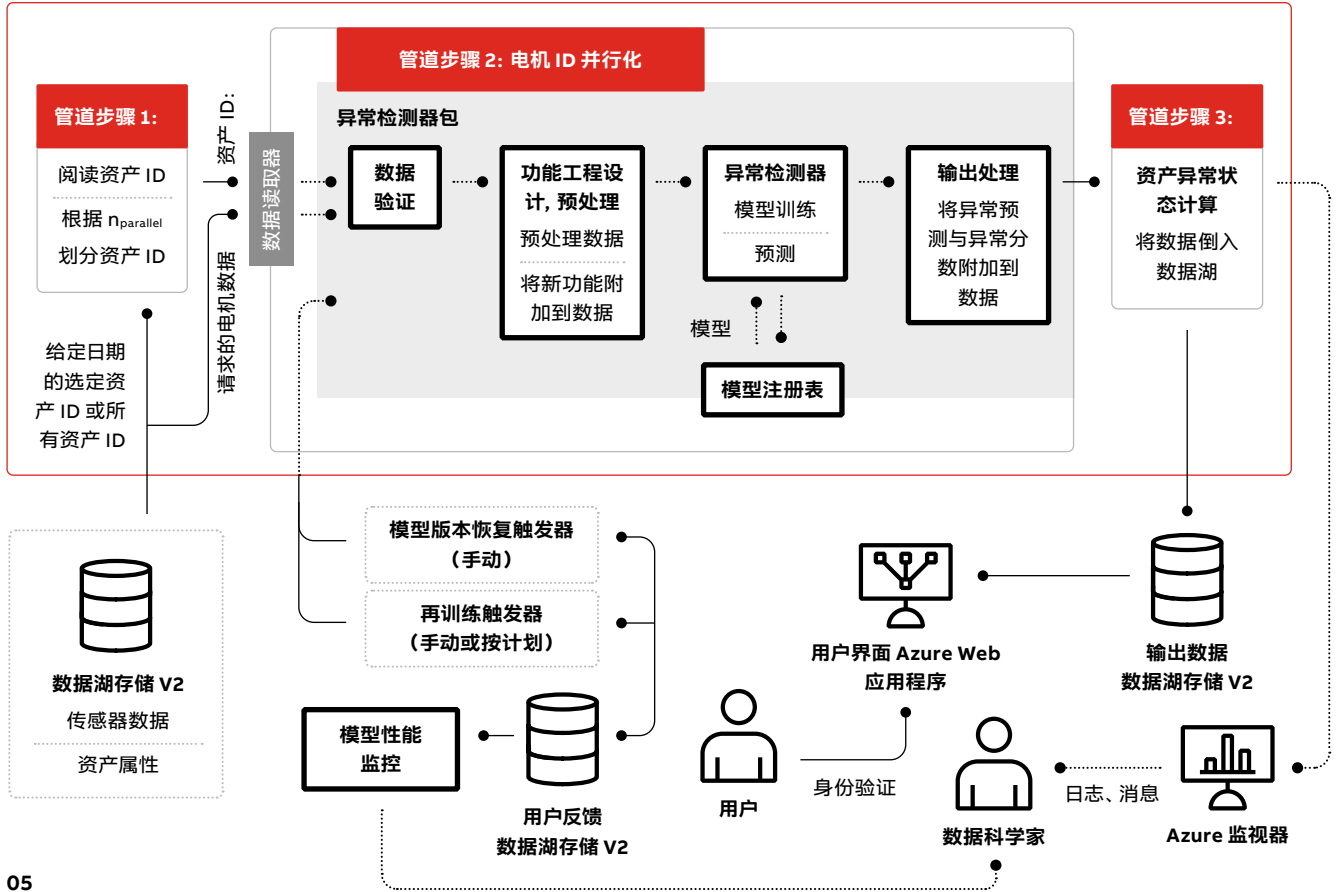 管道步骤 1:
阅读资产 ID
根据 nparallel
划分资产 ID
资产 ID:
请求的电机数据
给定日期
的选定资
产 ID 或所
有资产 ID
数据读取器
管道步骤 2: 电机 ID 并行化
异常检测器包
数据
验证
功能工程设
计, 预处理
预处理数据
将新功能附
加到数据
异常检测器
模型训练
预测
模型
模型注册表
输出处理
将异常预
测与异常分
数附加到
数据
管道步骤 3:
资产异常状
态计算
将数据倒入
数据湖
数据湖存储 V2
传感器数据
资产属性
模型版本恢复触发器
（手动）
再训练触发器
（手动或按计划）
模型性能
监控
用户反馈
数据湖存储 V2
用户界面 Azure Web
应用程序
用户
身份验证
输出数据
数据湖存储 V2
数据科学家
日志、消息
Azure 监视器
05